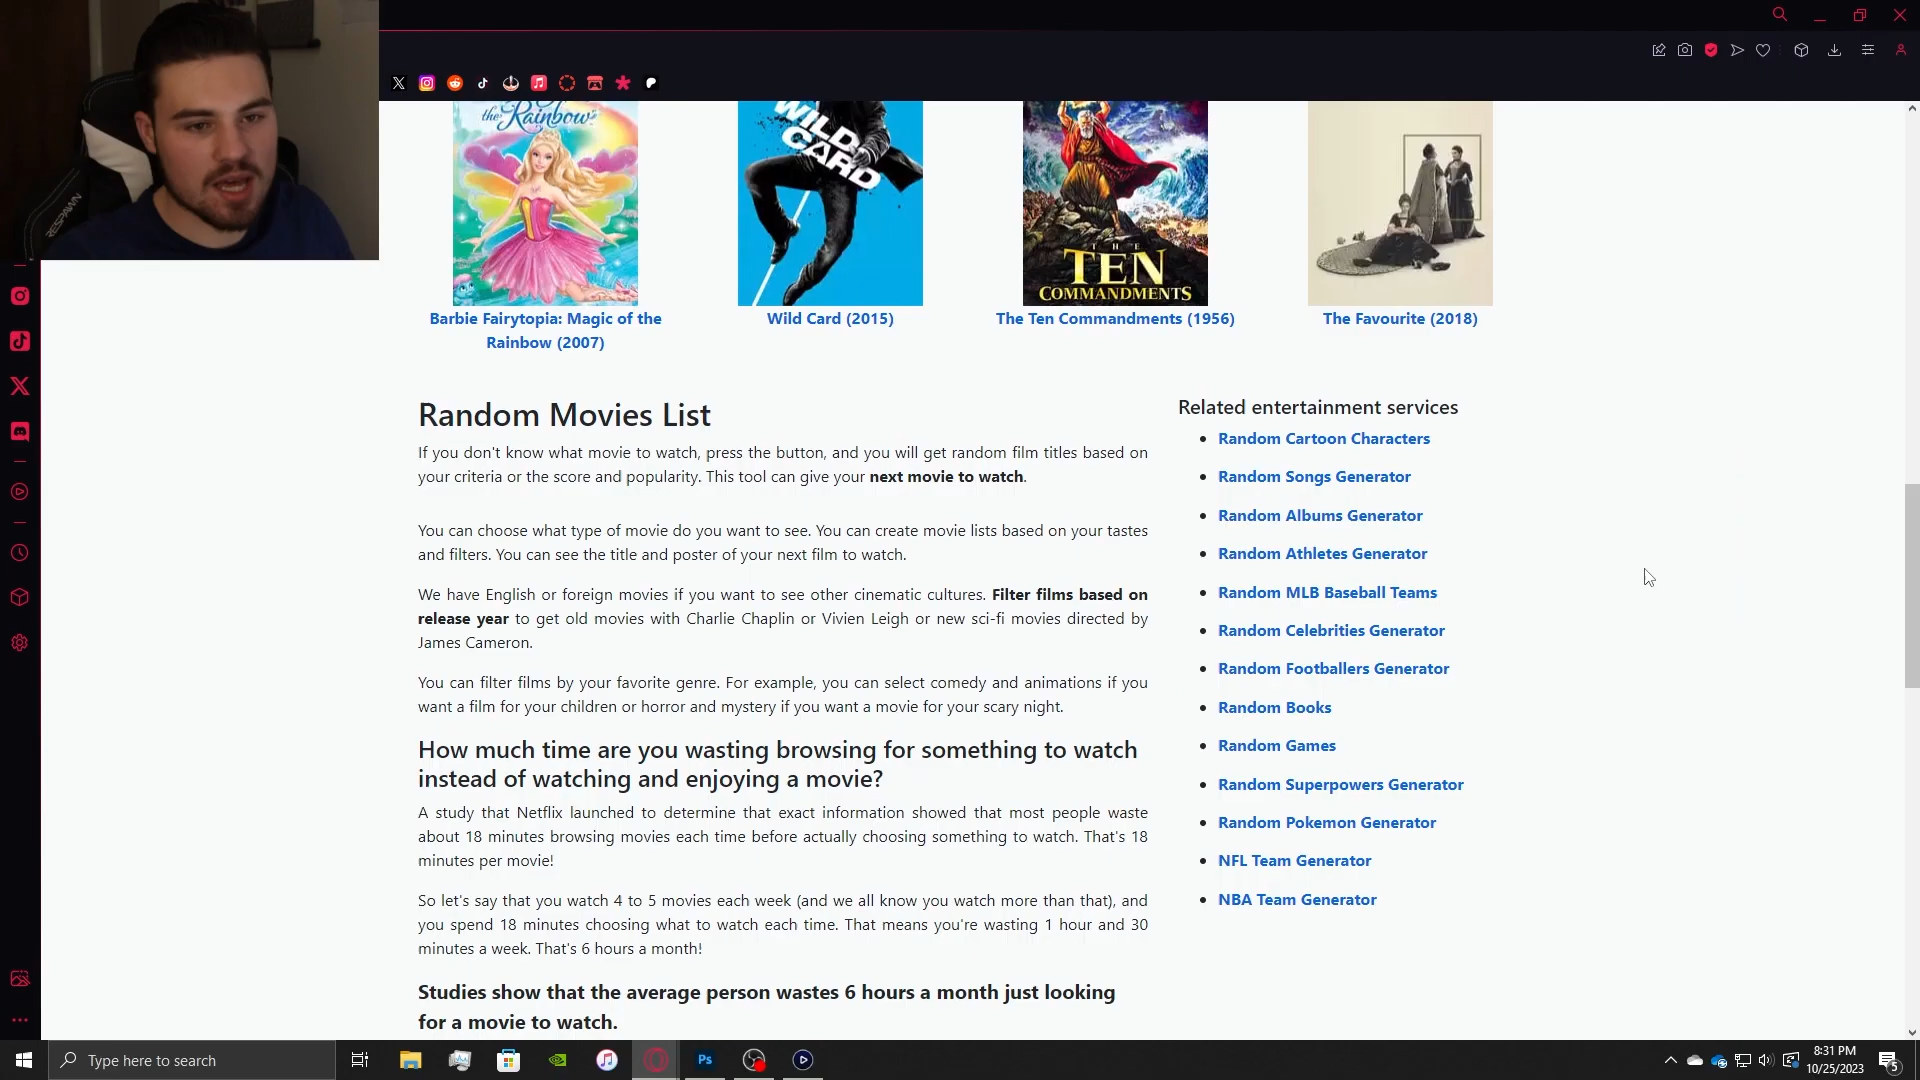 RESPAWN
the Rainbow
WILD
CARD
THE
TEN
COMMANDMENTS
Barbie Fairytopia: Magic of the
Rainbow (2007)
Wild Card (2015)
The Ten Commandments (1956)
The Favourite (2018)
Random Movies List
If you don't know what movie to watch, press the button, and you will get random film titles based on
your criteria or the score and popularity. This tool can give your next movie to watch.
You can choose what type of movie do you want to see. You can create movie lists based on your tastes
and filters. You can see the title and poster of your next film to watch.
We have English or foreign movies if you want to see other cinematic cultures. Filter films based on
release year to get old movies with Charlie Chaplin or Vivien Leigh or new sci-fi movies directed by
James Cameron.
You can filter films by your favorite genre. For example, you can select comedy and animations if you
want a film for your children or horror and mystery if you want a movie for your scary night.
How much time are you wasting browsing for something to watch
instead of watching and enjoying a movie?
A study that Netflix launched to determine that exact information showed that most people waste
about 18 minutes browsing movies each time before actually choosing something to watch. That's 18
minutes per movie!
So let's say that you watch 4 to 5 movies each week (and we all know you watch more than that), and
you spend 18 minutes choosing what to watch each time. That means you're wasting 1 hour and 30
minutes a week. That's 6 hours a month!
Studies show that the average person wastes 6 hours a month just looking
for a movie to watch.
Related entertainment services
Random Cartoon Characters
Random Songs Generator
Random Albums Generator
Random Athletes Generator
Random MLB Baseball Teams
Random Celebrities Generator
Random Footballers Generator
Random Books
Random Games
Random Superpowers Generator
Random Pokemon Generator
NFL Team Generator
NBA Team Generator
Type here to search
Ps
8:31 PM
10/25/2023
5